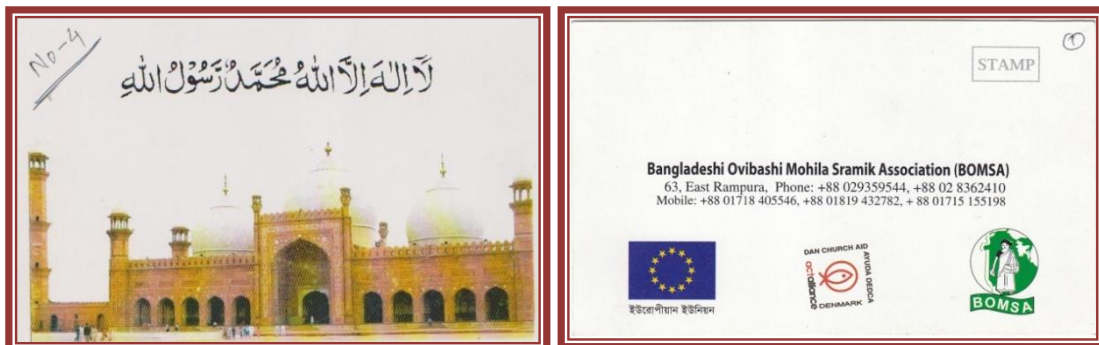 No-4
لَا اِلٰهَ اِلَّا اللّٰهُ مُحَمَّدٌ رَّسُوْلُ اللّٰهِ
1
STAMP
Bangladeshi Ovibashi Mohila Sramik Association (BOMSA)
63, East Rampura, Phone: +88 029359544, +88 02 8362410
Mobile: +88 01718 405546, +88 01819 432782, + 88 01715 155198
ইউরোপীয়ান ইউনিয়ন
DAN CHURCH AID
AYUDA DEDCA
DENMARK
actalliance
BOMSA